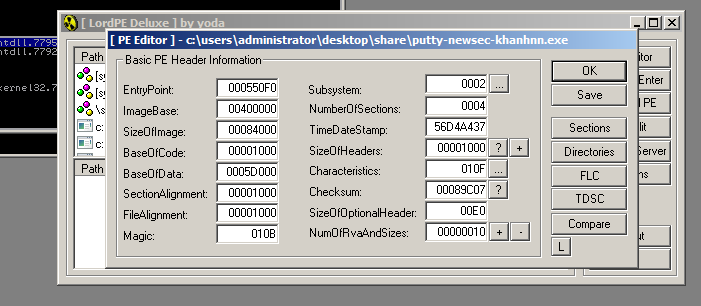 [ LordPE Deluxe ] by yoda
ntdll.7795
ntdll.7792
kernel32.7
[ PE Editor ] - c:\users\administrator\desktop\share\putty-newsec-khanhnn.exe
Path
[sy
[s
\s
c:
c:
Path
Basic PE Header Information
EntryPoint: 000550F0
ImageBase: 00400000
SizeOfImage: 00084000
BaseOfCode: 00001000
BaseOfData: 0005D000
SectionAlignment: 00001000
FileAlignment: 00001000
Magic: 010B
Subsystem: 0002 ...
NumberOfSections: 0004
TimeDateStamp: 56D4A437
SizeOfHeaders: 00001000 ? +
Characteristics: 010F ...
Checksum: 00089C07 ?
SizeOfOptionalHeader: 00E0
NumOfRvaAndSizes: 00000010 + -
OK
Save
Sections
Directories
FLC
TDSC
Compare
L
itor
Enter
PE
lit
Server
ns
ut